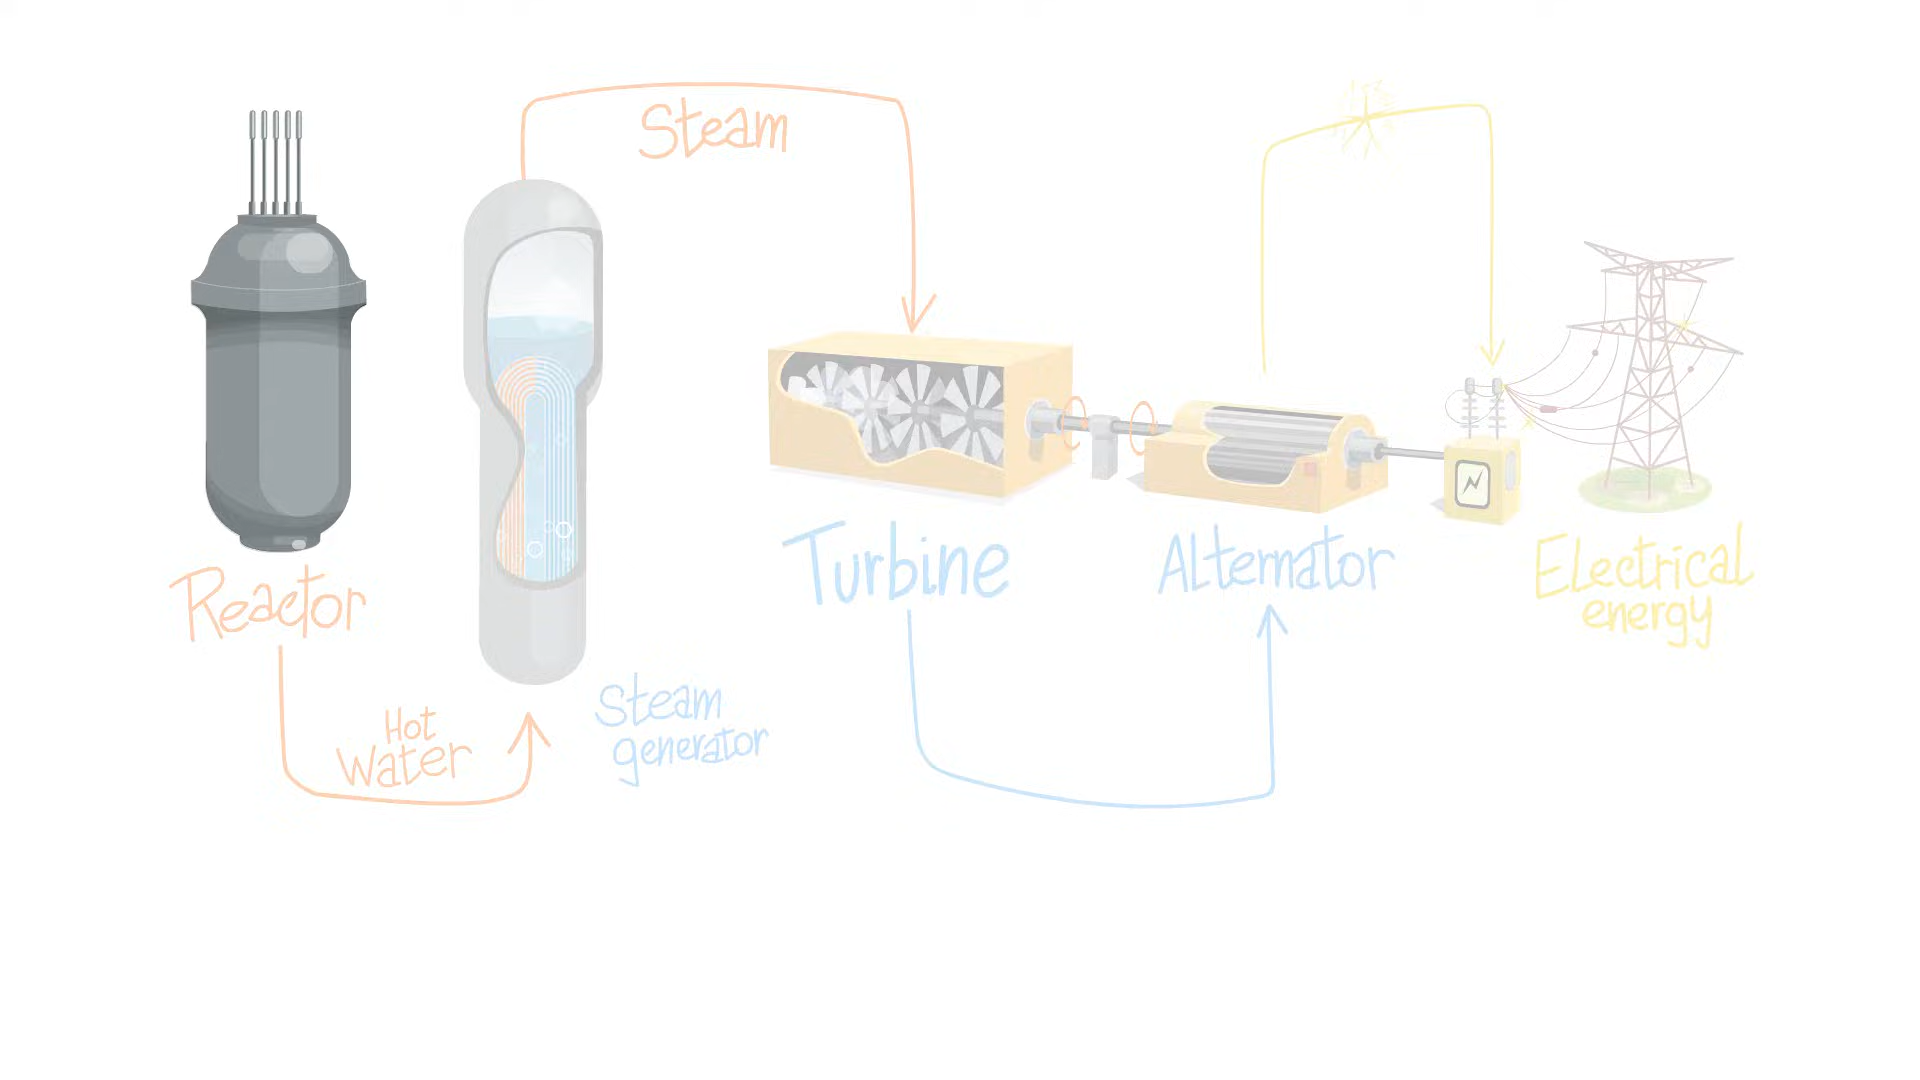 Steam
Reactor
Hot
Water
Steam
generator
Turbine
Alternator
Electrical
energy